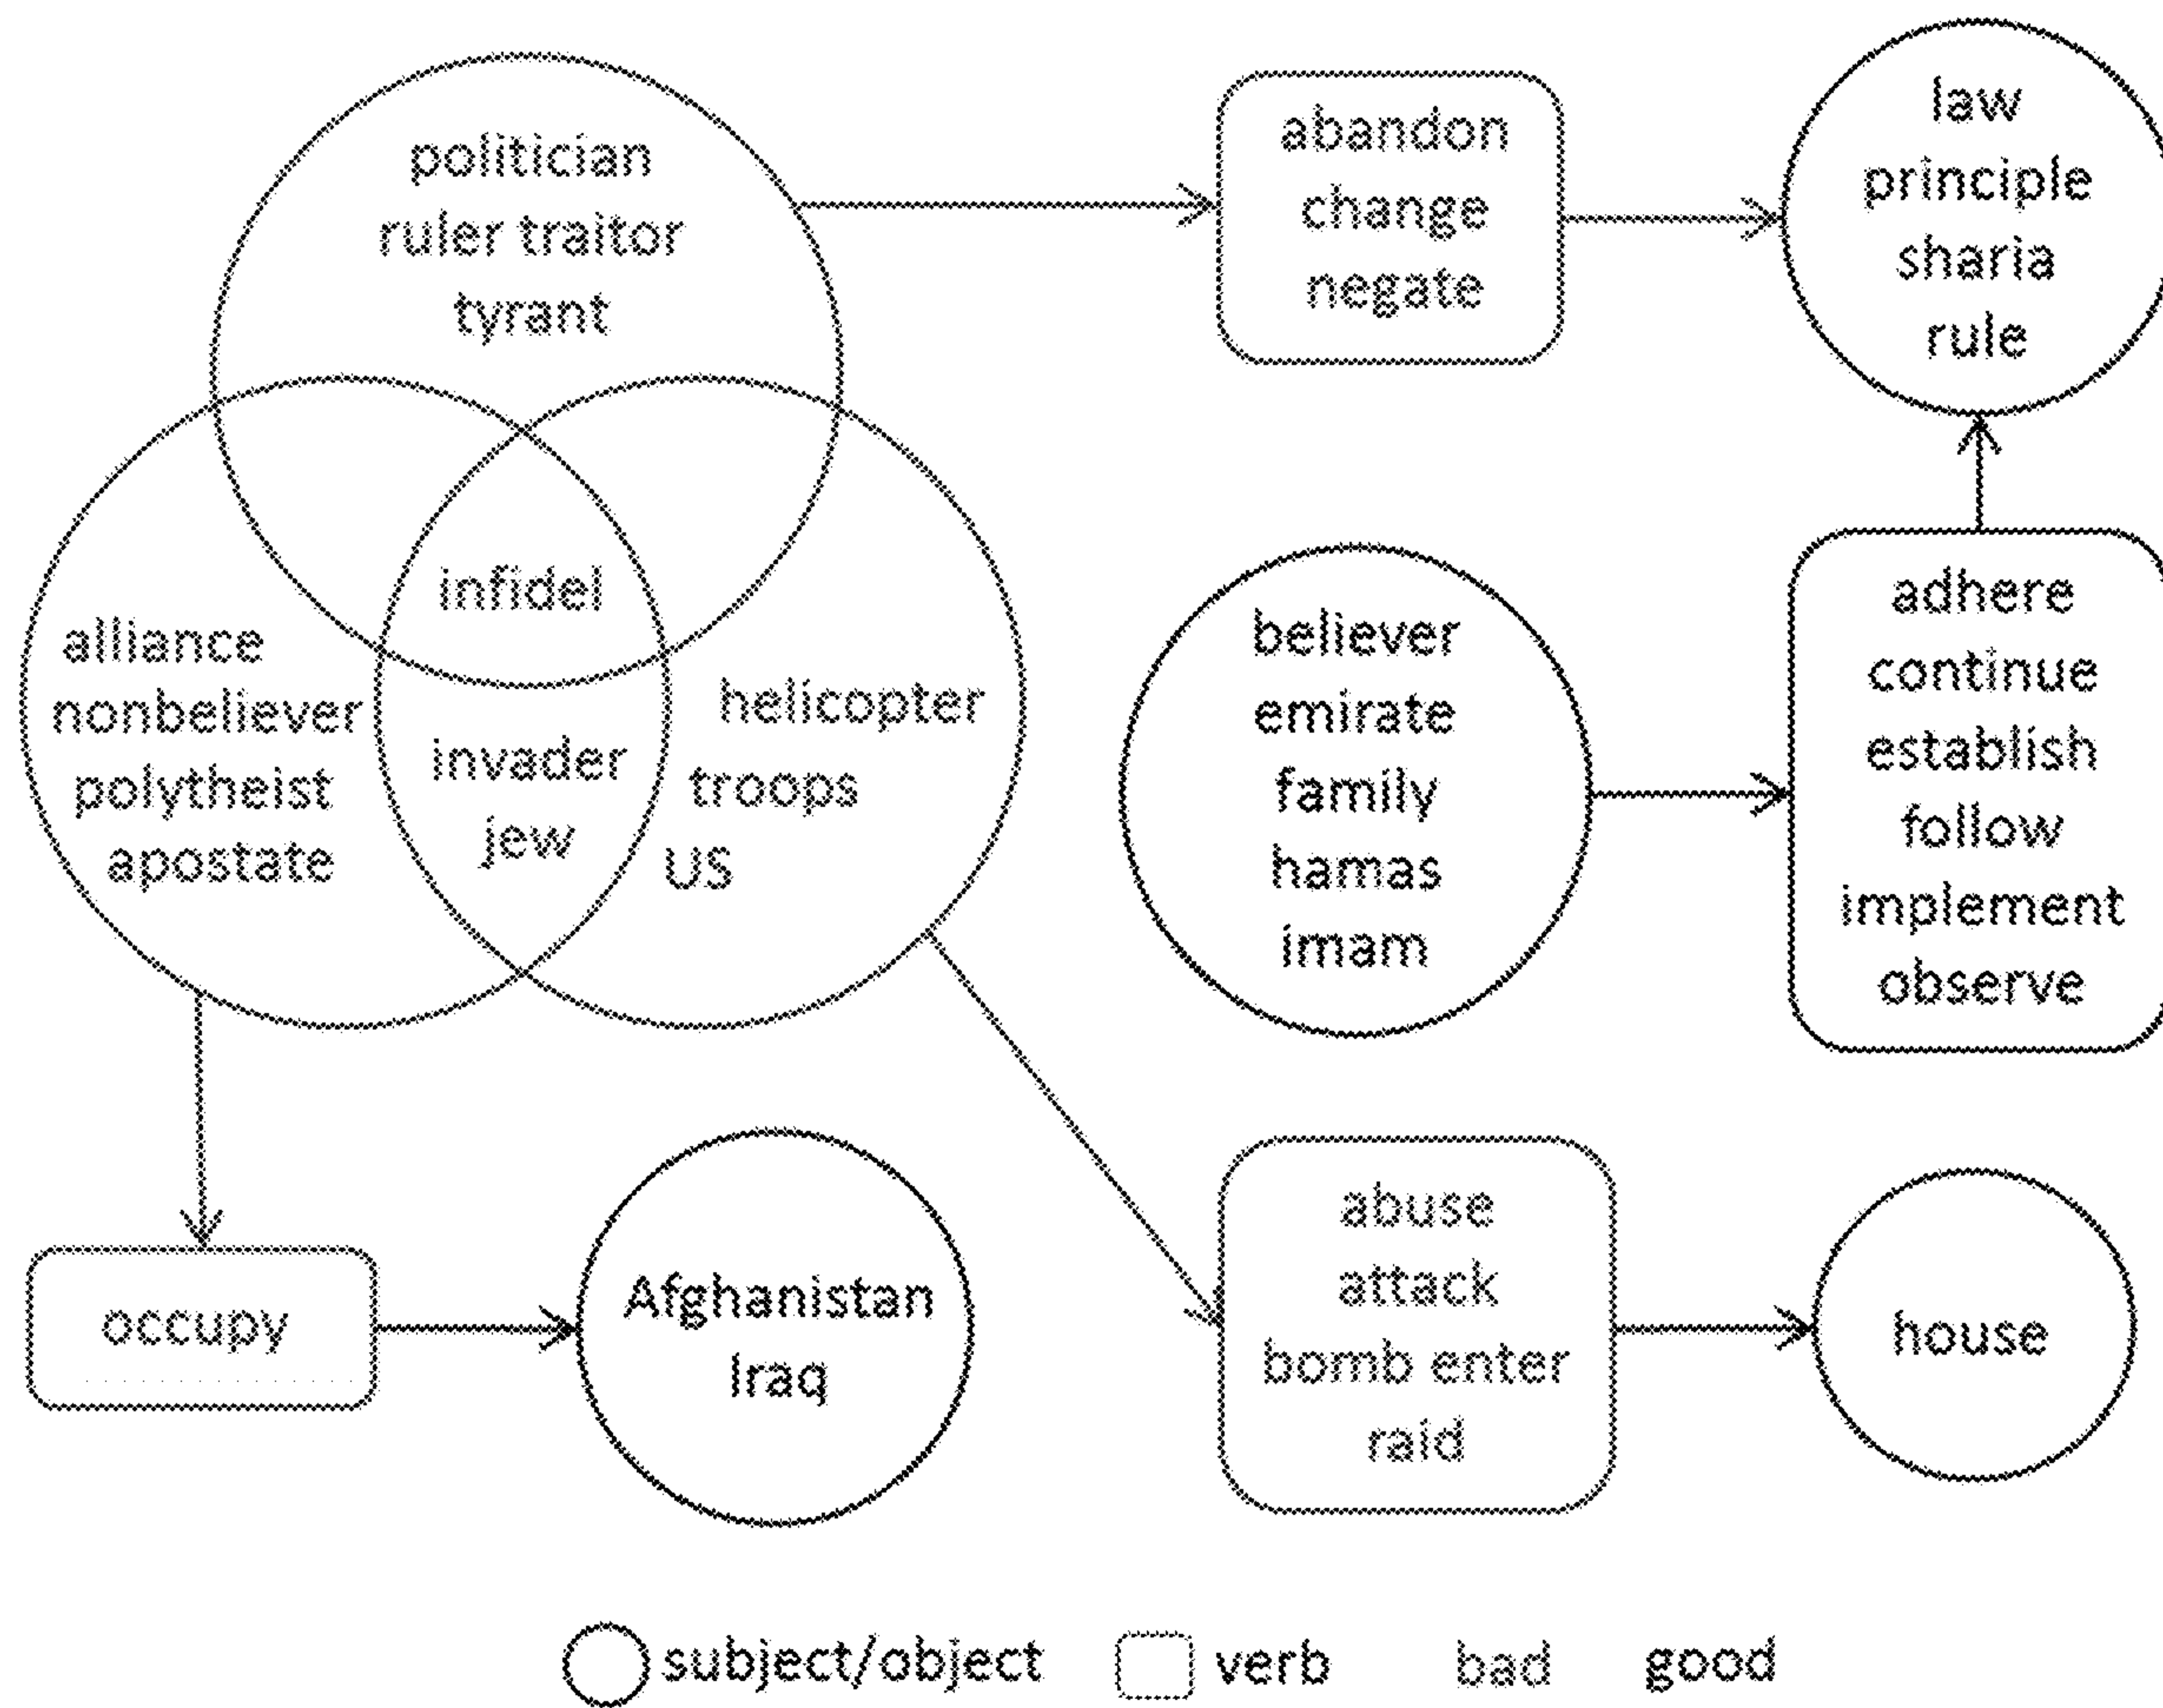 politician
ruler traitor
tyrant
infidel
alliance
nonbeliever
polytheist
apostate
invader
jew
helicopter
troops
US
abandon
change
negate
law
principle
sharia
rule
believer
emirate
family
hamas
imam
adhere
continue
establish
follow
implement
observe
occupy
Afghanistan
Iraq
abuse
attack
bomb enter
raid
house
subject/object
verb
bad
good